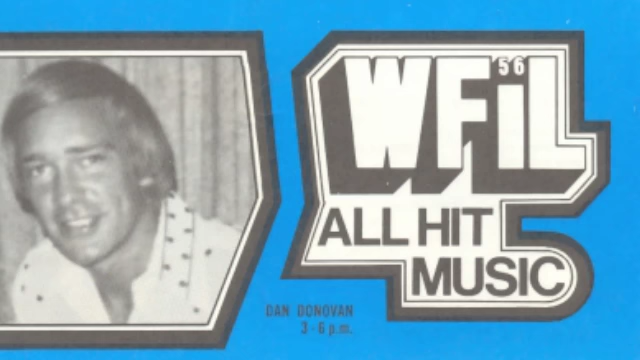 56
WFiL
ALL HIT
MUSIC
DAN DONOVAN
3-6 p.m.